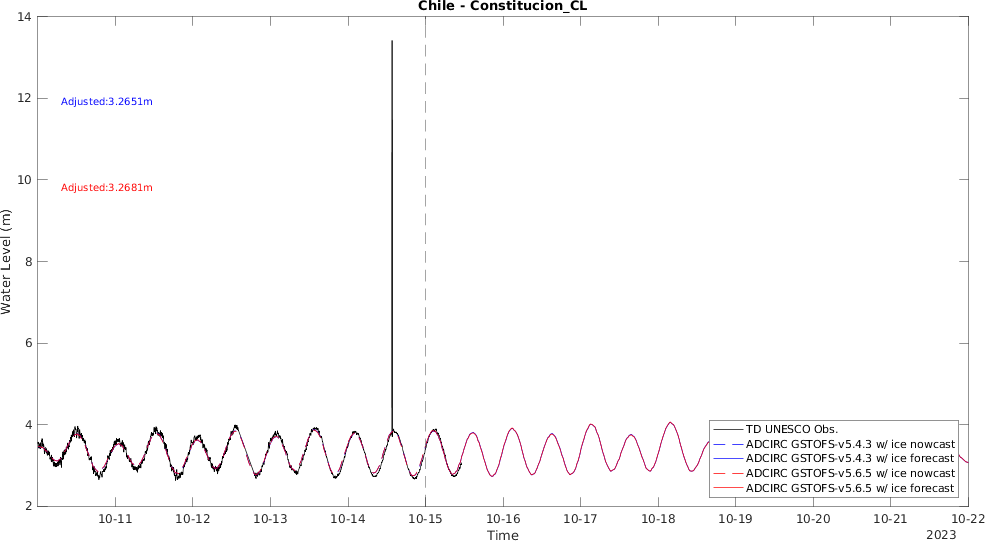 Chile - Constitucion_CL
14
12
10
8
6
4
2
Water Level (m)
Adjusted:3.2651m
Adjusted:3.2681m
TD UNESCO Obs.
ADCIRC GSTOFS-v5.4.3 w/ ice nowcast
ADCIRC GSTOFS-v5.4.3 w/ ice forecast
ADCIRC GSTOFS-v5.6.5 w/ ice nowcast
ADCIRC GSTOFS-v5.6.5 w/ ice forecast
10-11 10-12 10-13 10-14 10-15 10-16 10-17 10-18 10-19 10-20 10-21 10-22
Time
2023